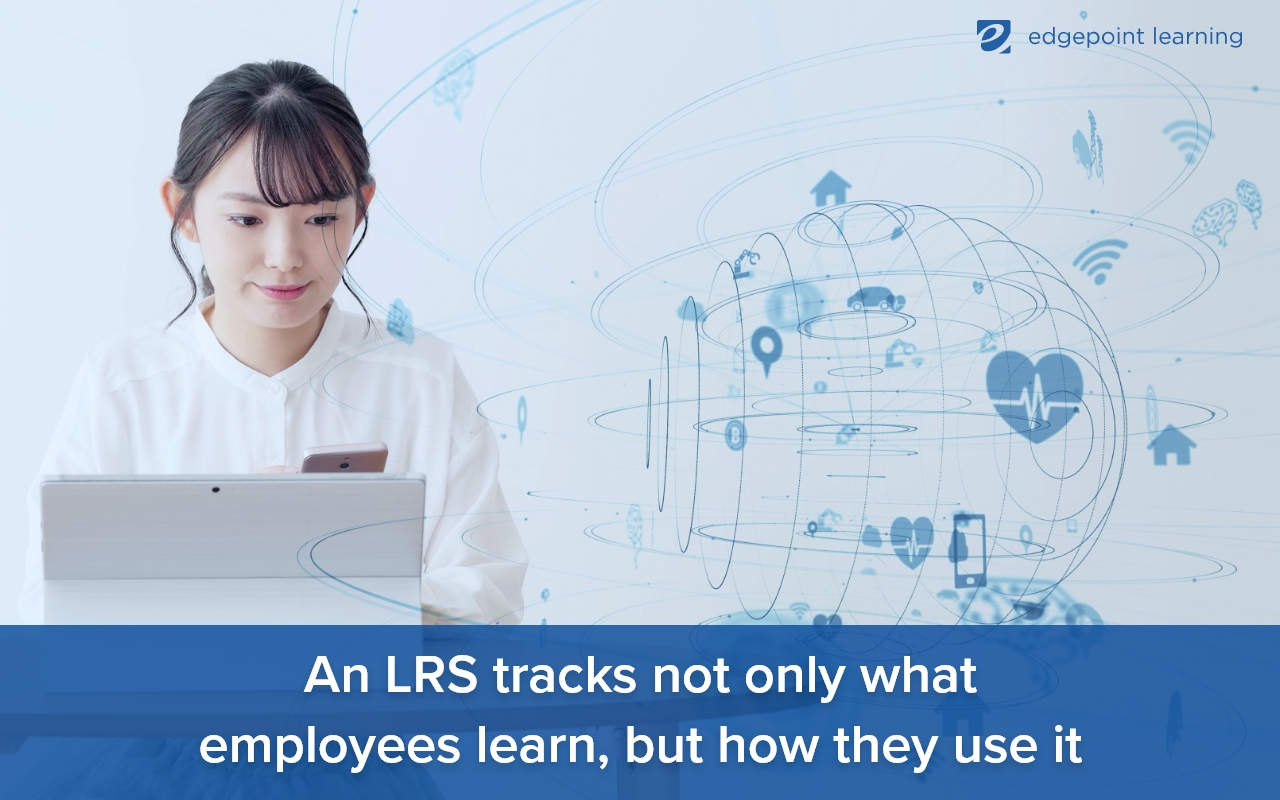 edgepoint learning
An LRS tracks not only what
employees learn, but how they use it